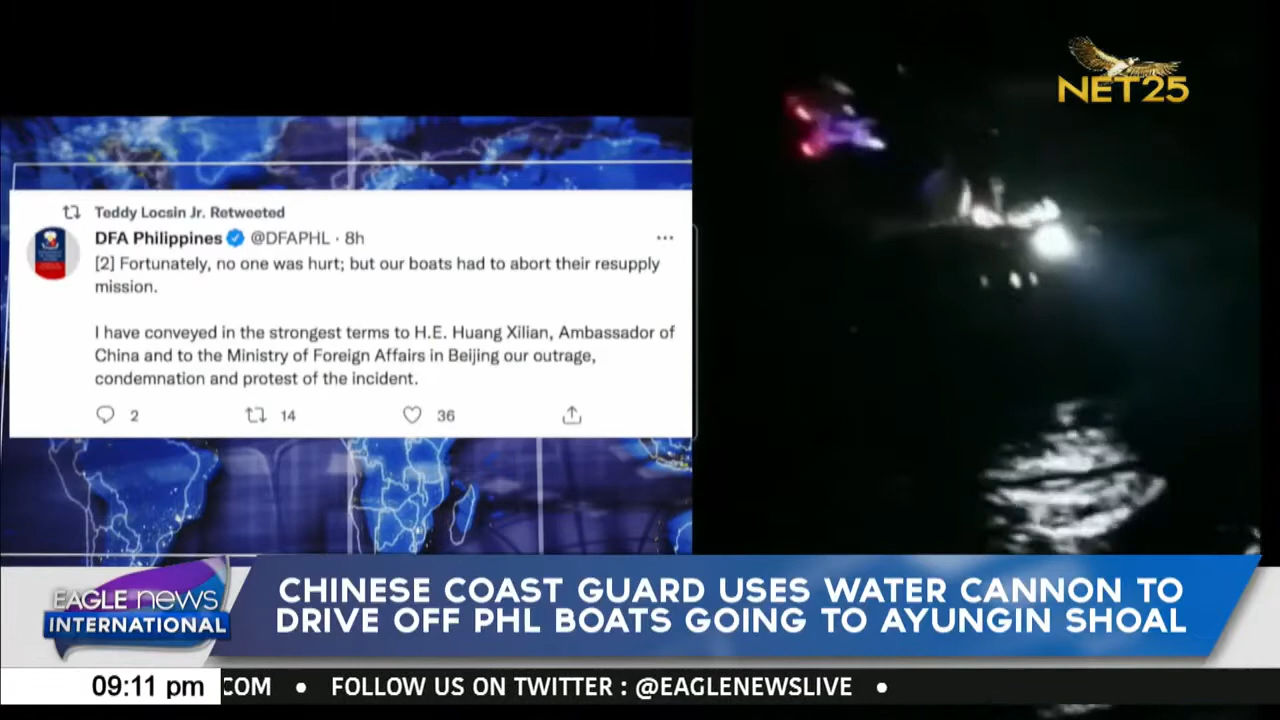 NET25
Teddy Locsin Jr. Retweeted
DFA Philippines @DFAPHL · 8h
[2] Fortunately, no one was hurt; but our boats had to abort their resupply
mission.
I have conveyed in the strongest terms to H.E. Huang Xilian, Ambassador of
China and to the Ministry of Foreign Affairs in Beijing our outrage,
condemnation and protest of the incident.
2 14 36
EAGLE news
INTERNATIONAL
CHINESE COAST GUARD USES WATER CANNON TO
DRIVE OFF PHL BOATS GOING TO AYUNGIN SHOAL
09:11 pm COM • FOLLOW US ON TWITTER : @EAGLENEWSLIVE •